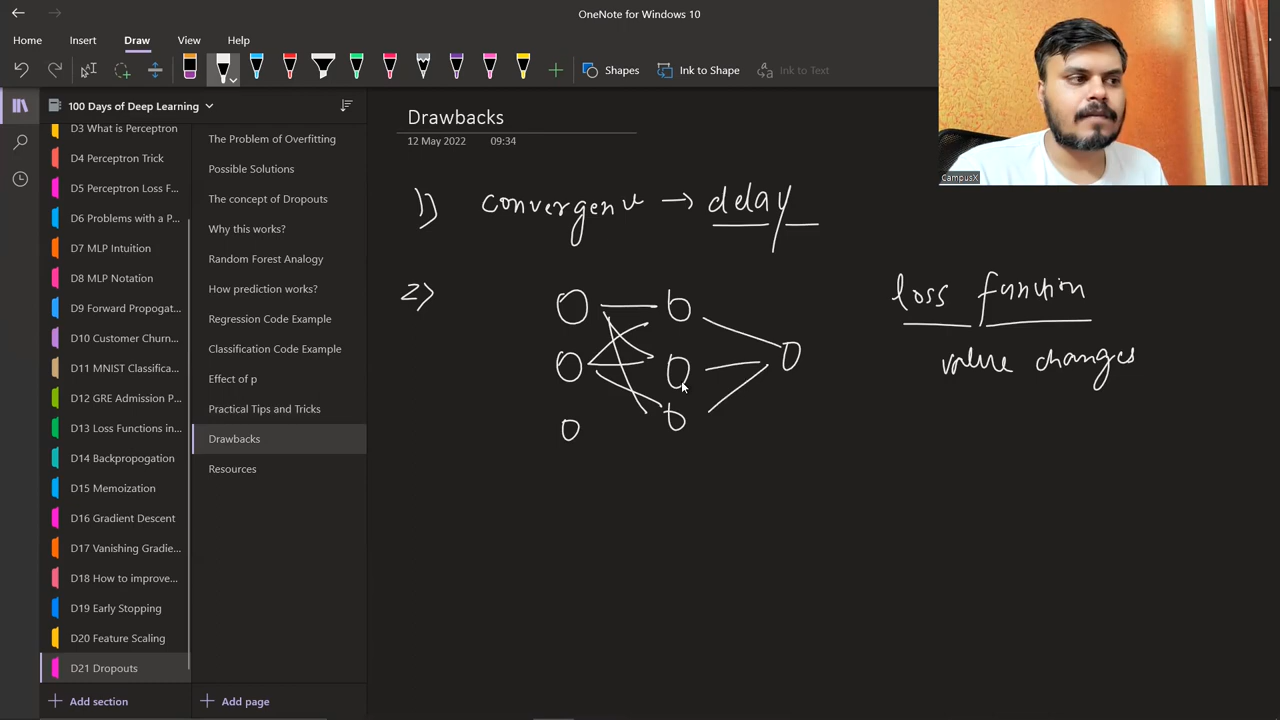 OneNote for Windows 10
Home
Insert
Draw
View
Help
Shapes
Ink to Shape
Ink to Text
100 Days of Deep Learning
D3 What is Perceptron
D4 Perceptron Trick
D5 Perceptron Loss F...
D6 Problems with a P...
D7 MLP Intuition
D8 MLP Notation
D9 Forward Propogat...
D10 Customer Churn...
D11 MNIST Classifica...
D12 GRE Admission P...
D13 Loss Functions in...
D14 Backpropogation
D15 Memoization
D16 Gradient Descent
D17 Vanishing Gradie...
D18 How to improve...
D19 Early Stopping
D20 Feature Scaling
D21 Dropouts
Add section
The Problem of Overfitting
Possible Solutions
The concept of Dropouts
Why this works?
Random Forest Analogy
How prediction works?
Regression Code Example
Classification Code Example
Effect of p
Practical Tips and Tricks
Drawbacks
Resources
Add page
Drawbacks
12 May 2022 09:34
1) convergence → delay
2)
loss function
value changes
CampusX